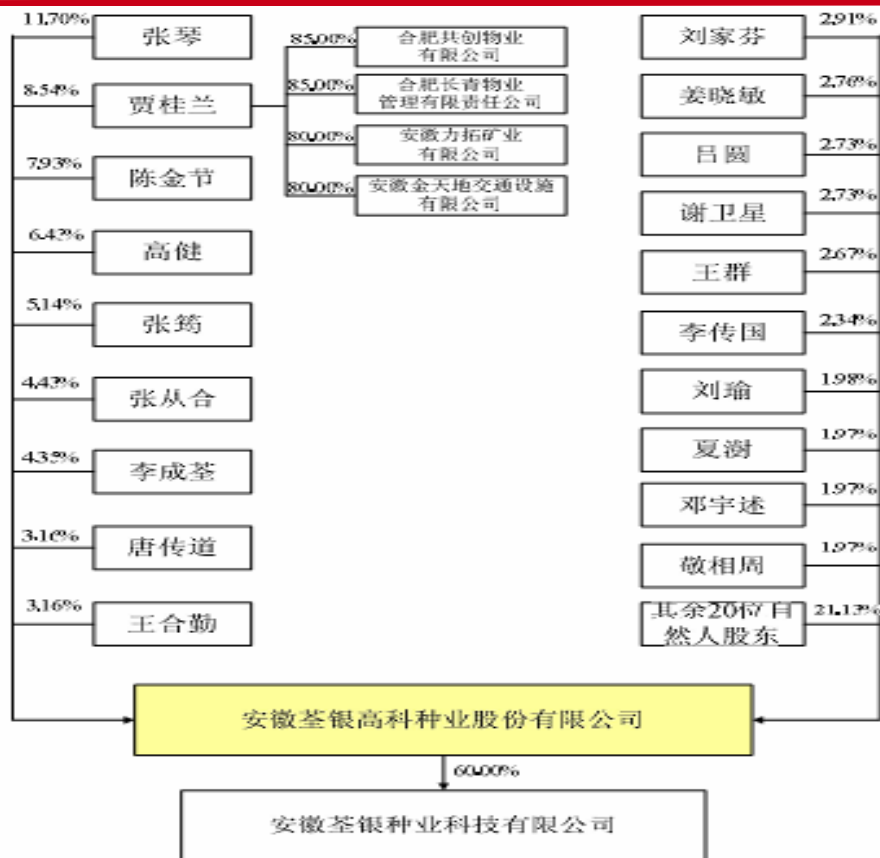 11.70%
张琴
8.54%
贾桂兰
7.93%
陈金节
6.43%
高健
5.14%
张筠
4.43%
张从合
4.35%
李成荃
3.16%
唐传道
3.16%
王合勤
85.00%
合肥共创物业
有限公司
85.00%
合肥长青物业
管理有限责任公司
80.00%
安徽力拓矿业
有限公司
80.00%
安徽金天地交通设施
有限公司
刘家芬
2.91%
姜晓敏
2.76%
吕圆
2.73%
谢卫星
2.73%
王群
2.67%
李传国
2.34%
刘瑜
1.98%
夏澍
1.97%
邓宇述
1.97%
敬相周
1.97%
其余20位自
然人股东
21.13%
安徽荃银高科种业股份有限公司
60.00%
安徽荃银种业科技有限公司